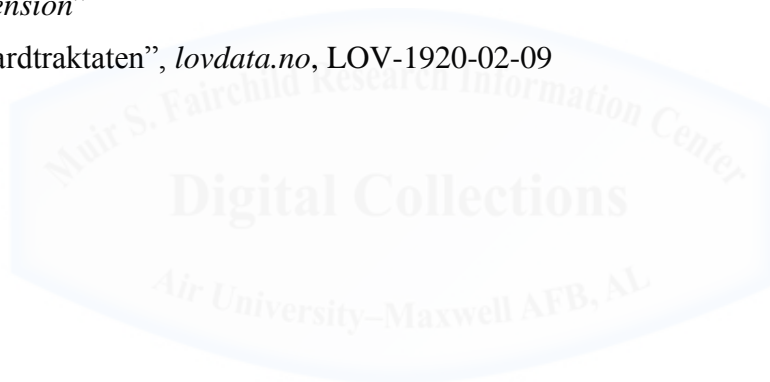 ension”
ardtraktaten”, lovdata.no, LOV-1920-02-09
Muir S. Fairchild Research Information Center
Digital Collections
Air University–Maxwell AFB, AL